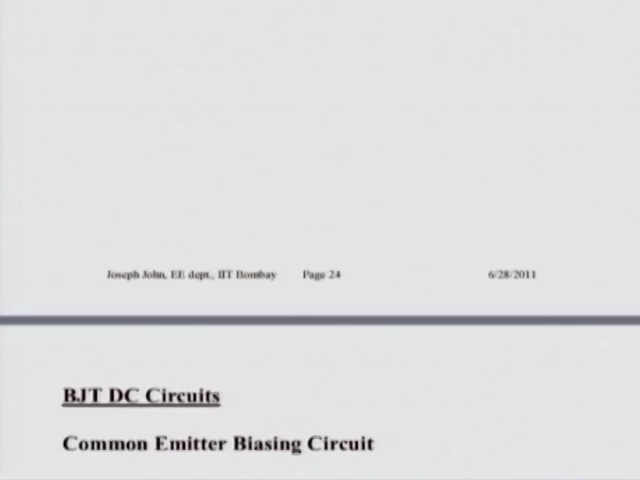 Joseph John, EE dept., IIT Bombay Page 24 6/28/2011
BJT DC Circuits
Common Emitter Biasing Circuit